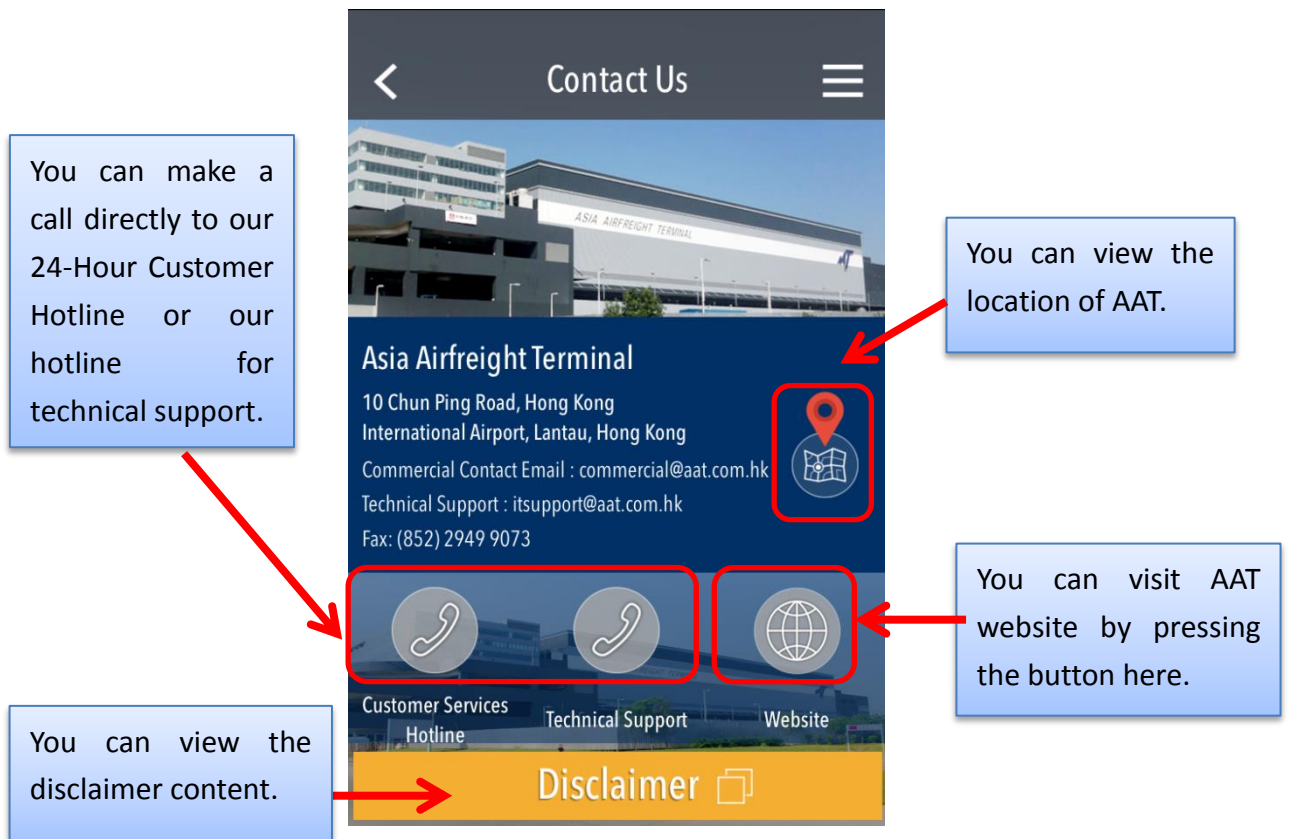 Contact Us
ASIA AIRFREIGHT TERMINAL
You can make a
call directly to our
24-Hour Customer
Hotline or our
hotline for
technical support.
You can view the
location of AAT.
Asia Airfreight Terminal
10 Chun Ping Road, Hong Kong
International Airport, Lantau, Hong Kong
Commercial Contact Email : commercial@aat.com.hk
Technical Support : itsupport@aat.com.hk
Fax: (852) 2949 9073
You can visit AAT
website by pressing
the button here.
Customer Services
Hotline
Technical Support
Website
You can view the
disclaimer content.
Disclaimer